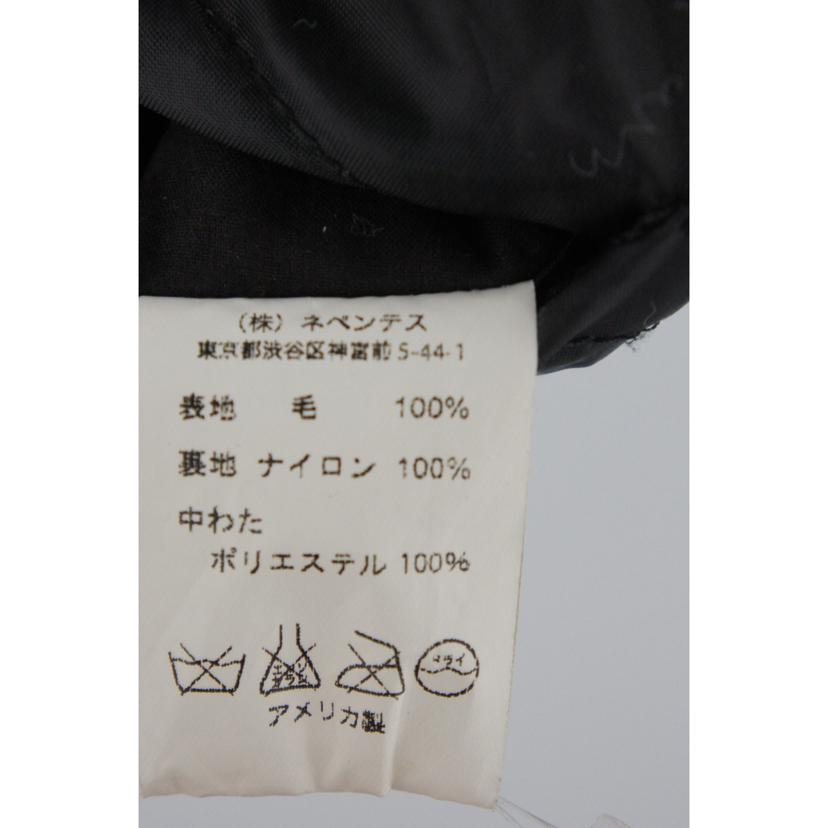 （株）ネペンテス
東京都渋谷区神宮前5-44-1
表地　毛　100%
裏地 ナイロン 100%
中わた
ポリエステル 100%
ドライ
アメリカ製